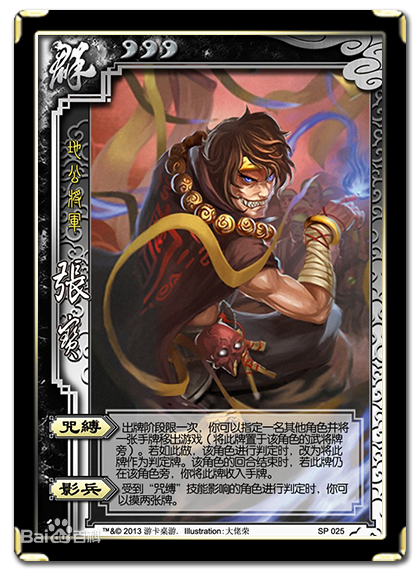 群
地公將軍
張寶
咒縛
出牌阶段限一次，你可以指定一名其他角色并将
一张手牌移出游戏（将此牌置于该角色的武将牌
旁）。若如此做，该角色进行判定时，改为将此
牌作为判定牌。该角色的回合结束时，若此牌仍
在该角色旁，你将此牌收入手牌。
影兵
受到“咒缚”技能影响的角色进行判定时，你可
以摸两张牌。
Bai 百科
™&© 2013 游卡桌游. Illustration：大佬荣
SP 025